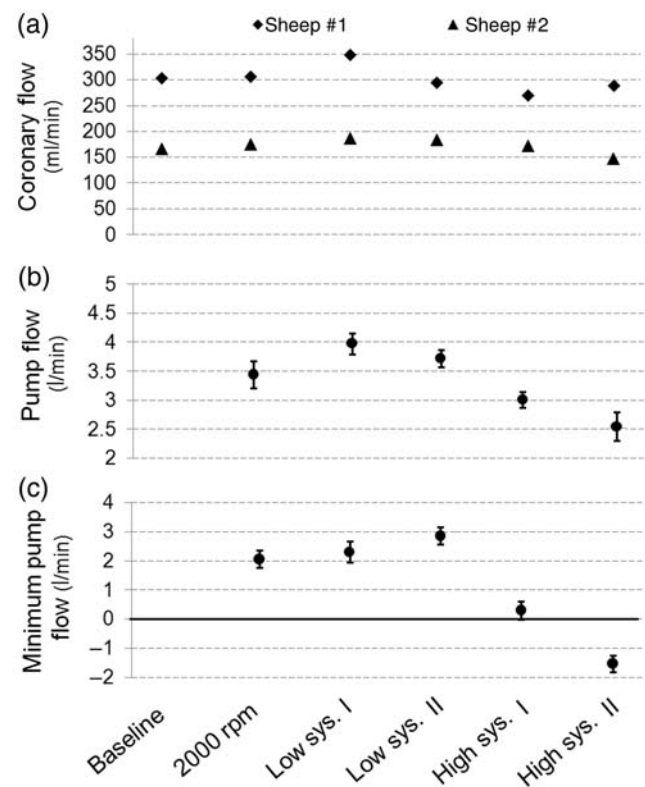 (a)
◆Sheep #1 ▲Sheep #2
Coronary flow
(ml/min)
350
300
250
200
150
100
50
0
(b)
Pump flow
(l/min)
5
4.5
4
3.5
3
2.5
2
(c)
Minimum pump
flow (l/min)
4
3
2
1
0
−1
−2
Baseline
2000 rpm
Low sys. I
Low sys. II
High sys. I
High sys. II